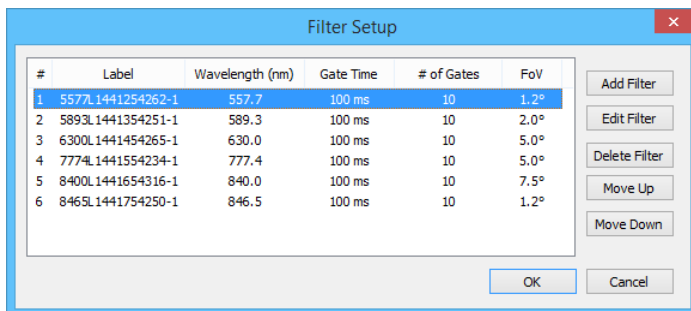 Filter Setup
# Label Wavelength (nm) Gate Time # of Gates FoV
1 5577L1441254262-1 557.7 100 ms 10 1.2°
2 5893L1441354251-1 589.3 100 ms 10 2.0°
3 6300L1441454265-1 630.0 100 ms 10 5.0°
4 7774L1441554234-1 777.4 100 ms 10 5.0°
5 8400L1441654316-1 840.0 100 ms 10 7.5°
6 8465L1441754250-1 846.5 100 ms 10 1.2°
Add Filter
Edit Filter
Delete Filter
Move Up
Move Down
OK Cancel